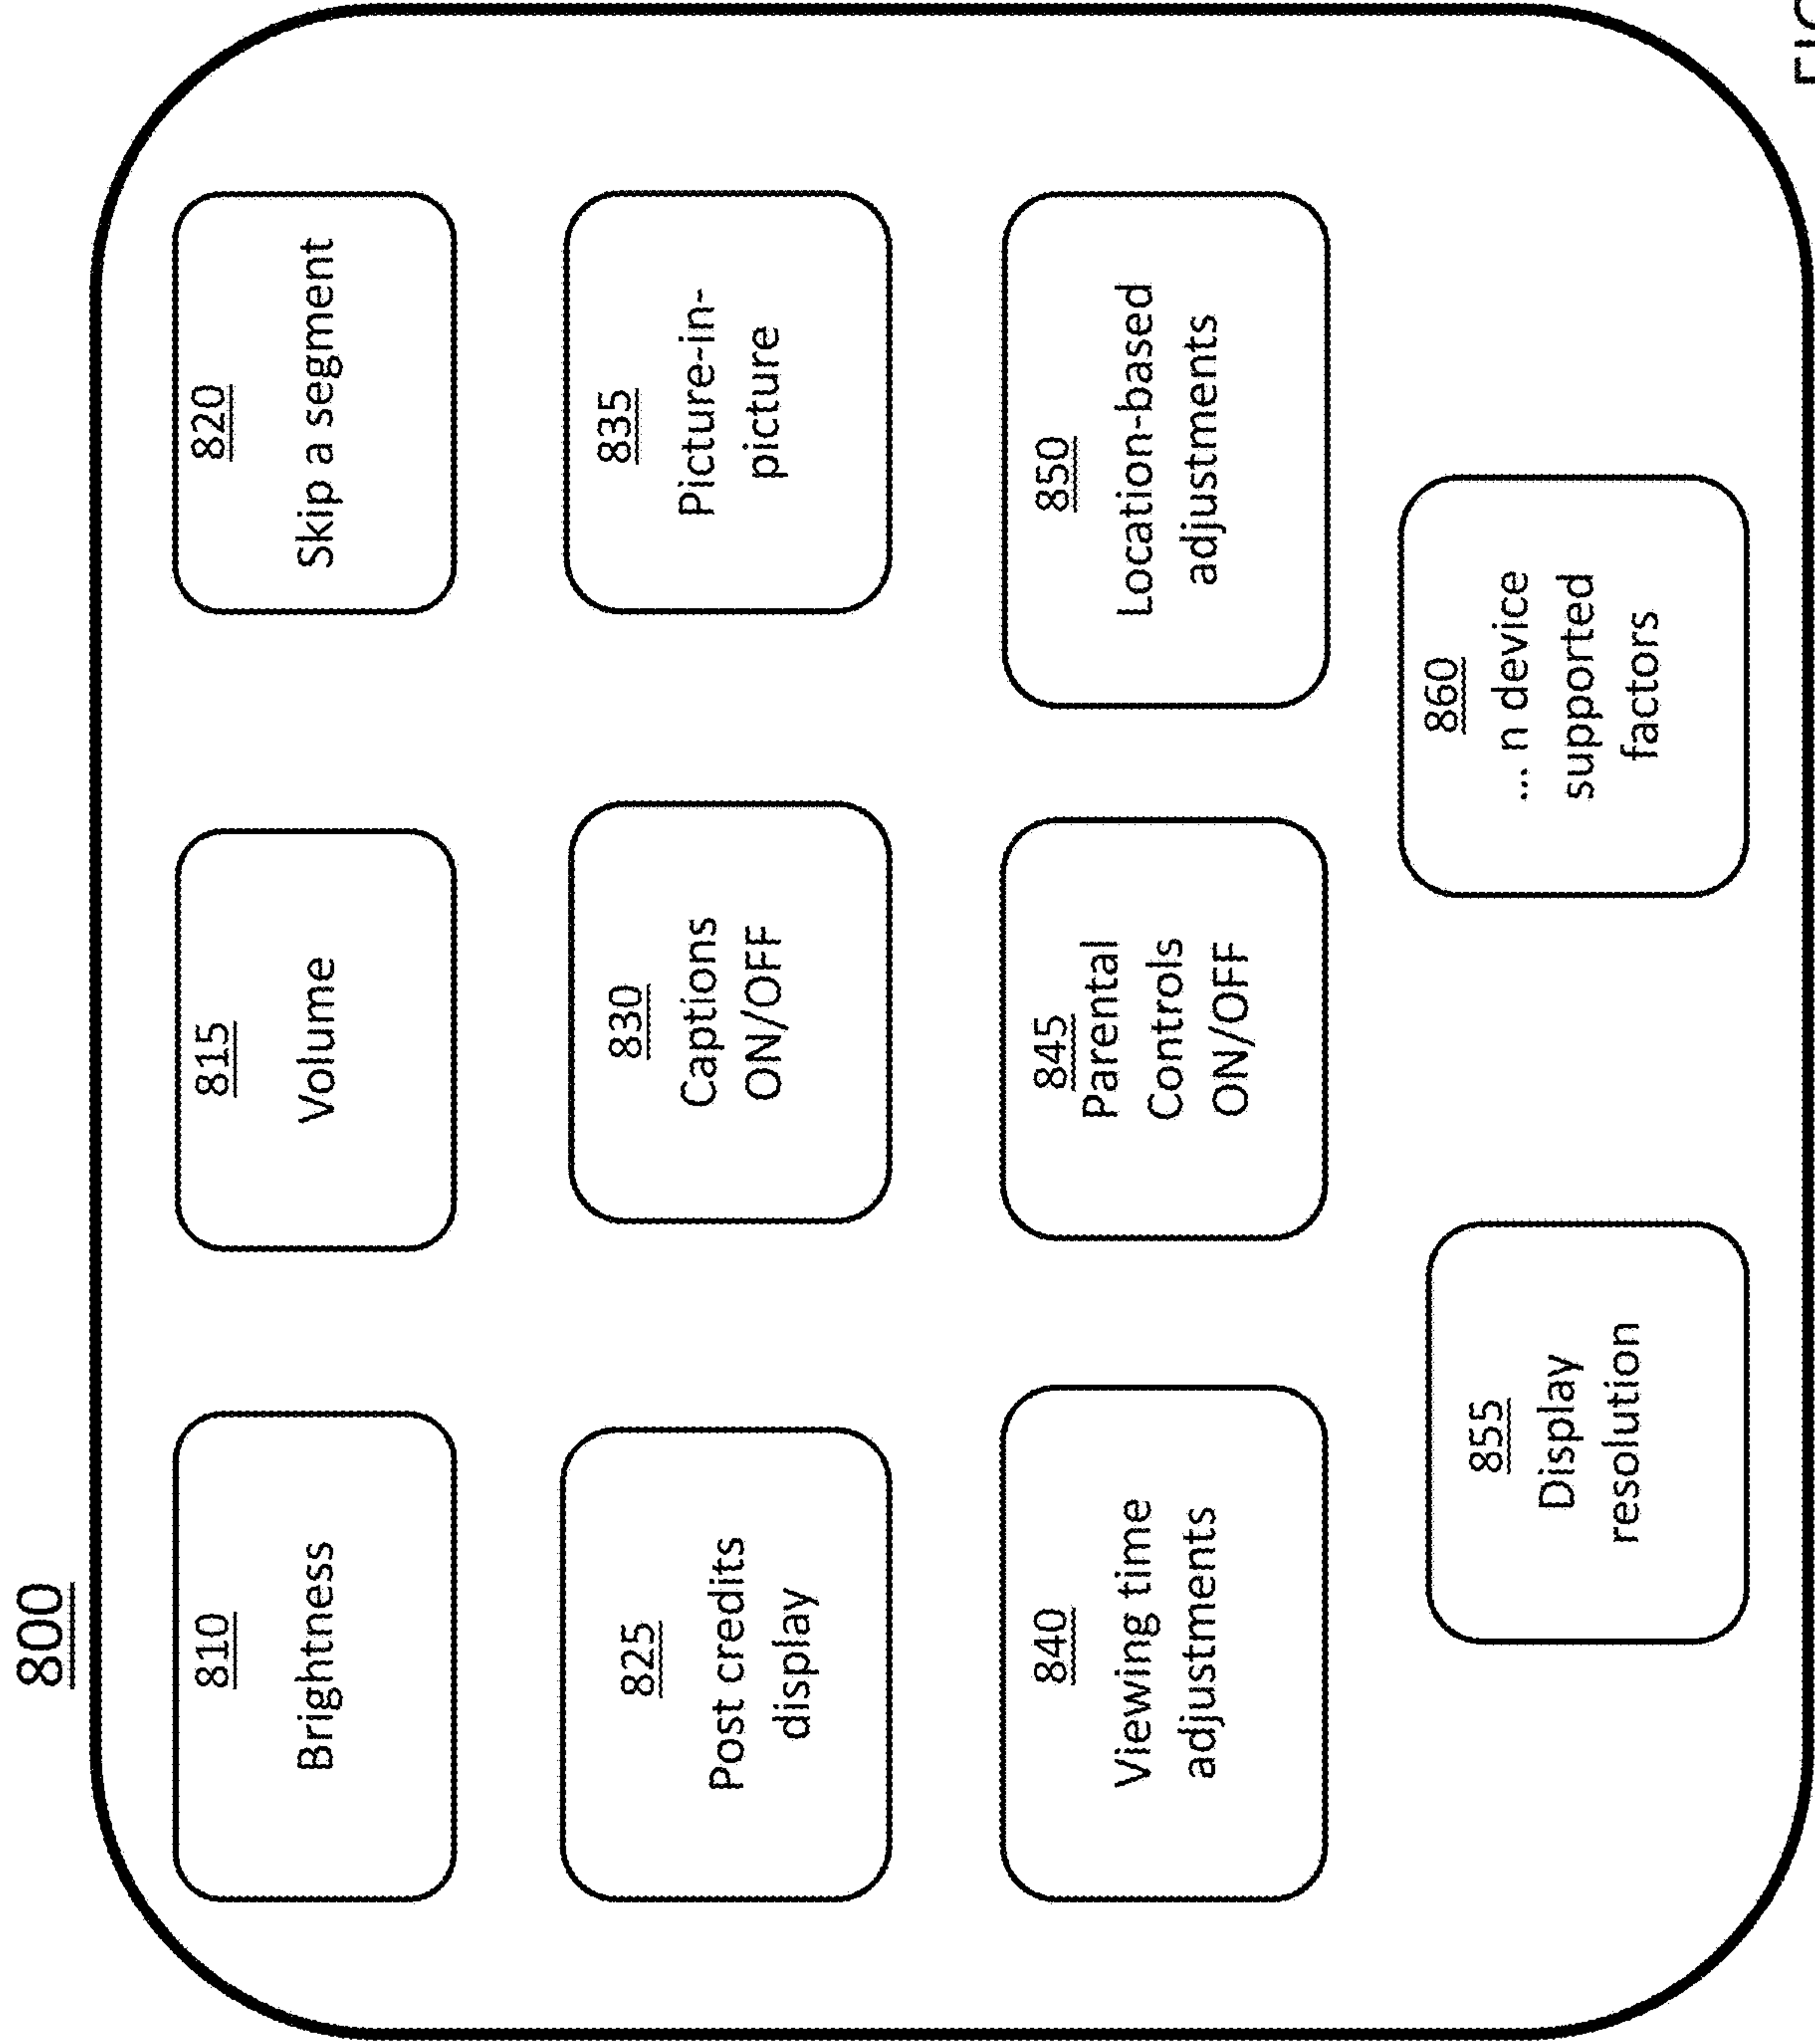 800
810
Brightness
815
Volume
820
Skip a segment
825
Post credits
display
830
Captions
ON/OFF
835
Picture-in-
picture
840
Viewing time
adjustments
845
Parental
Controls
ON/OFF
850
Location-based
adjustments
855
Display
resolution
860
... n device
supported
factors